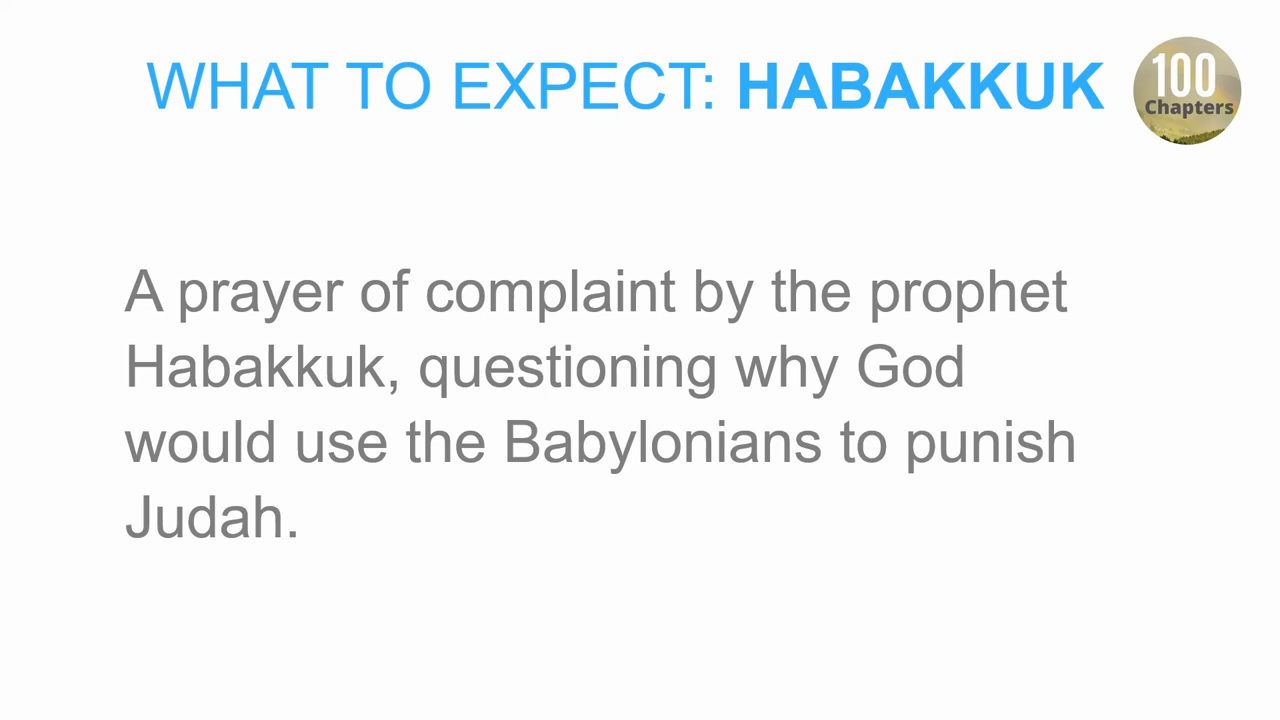 WHAT TO EXPECT: HABAKKUK
100
Chapters
A prayer of complaint by the prophet
Habakkuk, questioning why God
would use the Babylonians to punish
Judah.